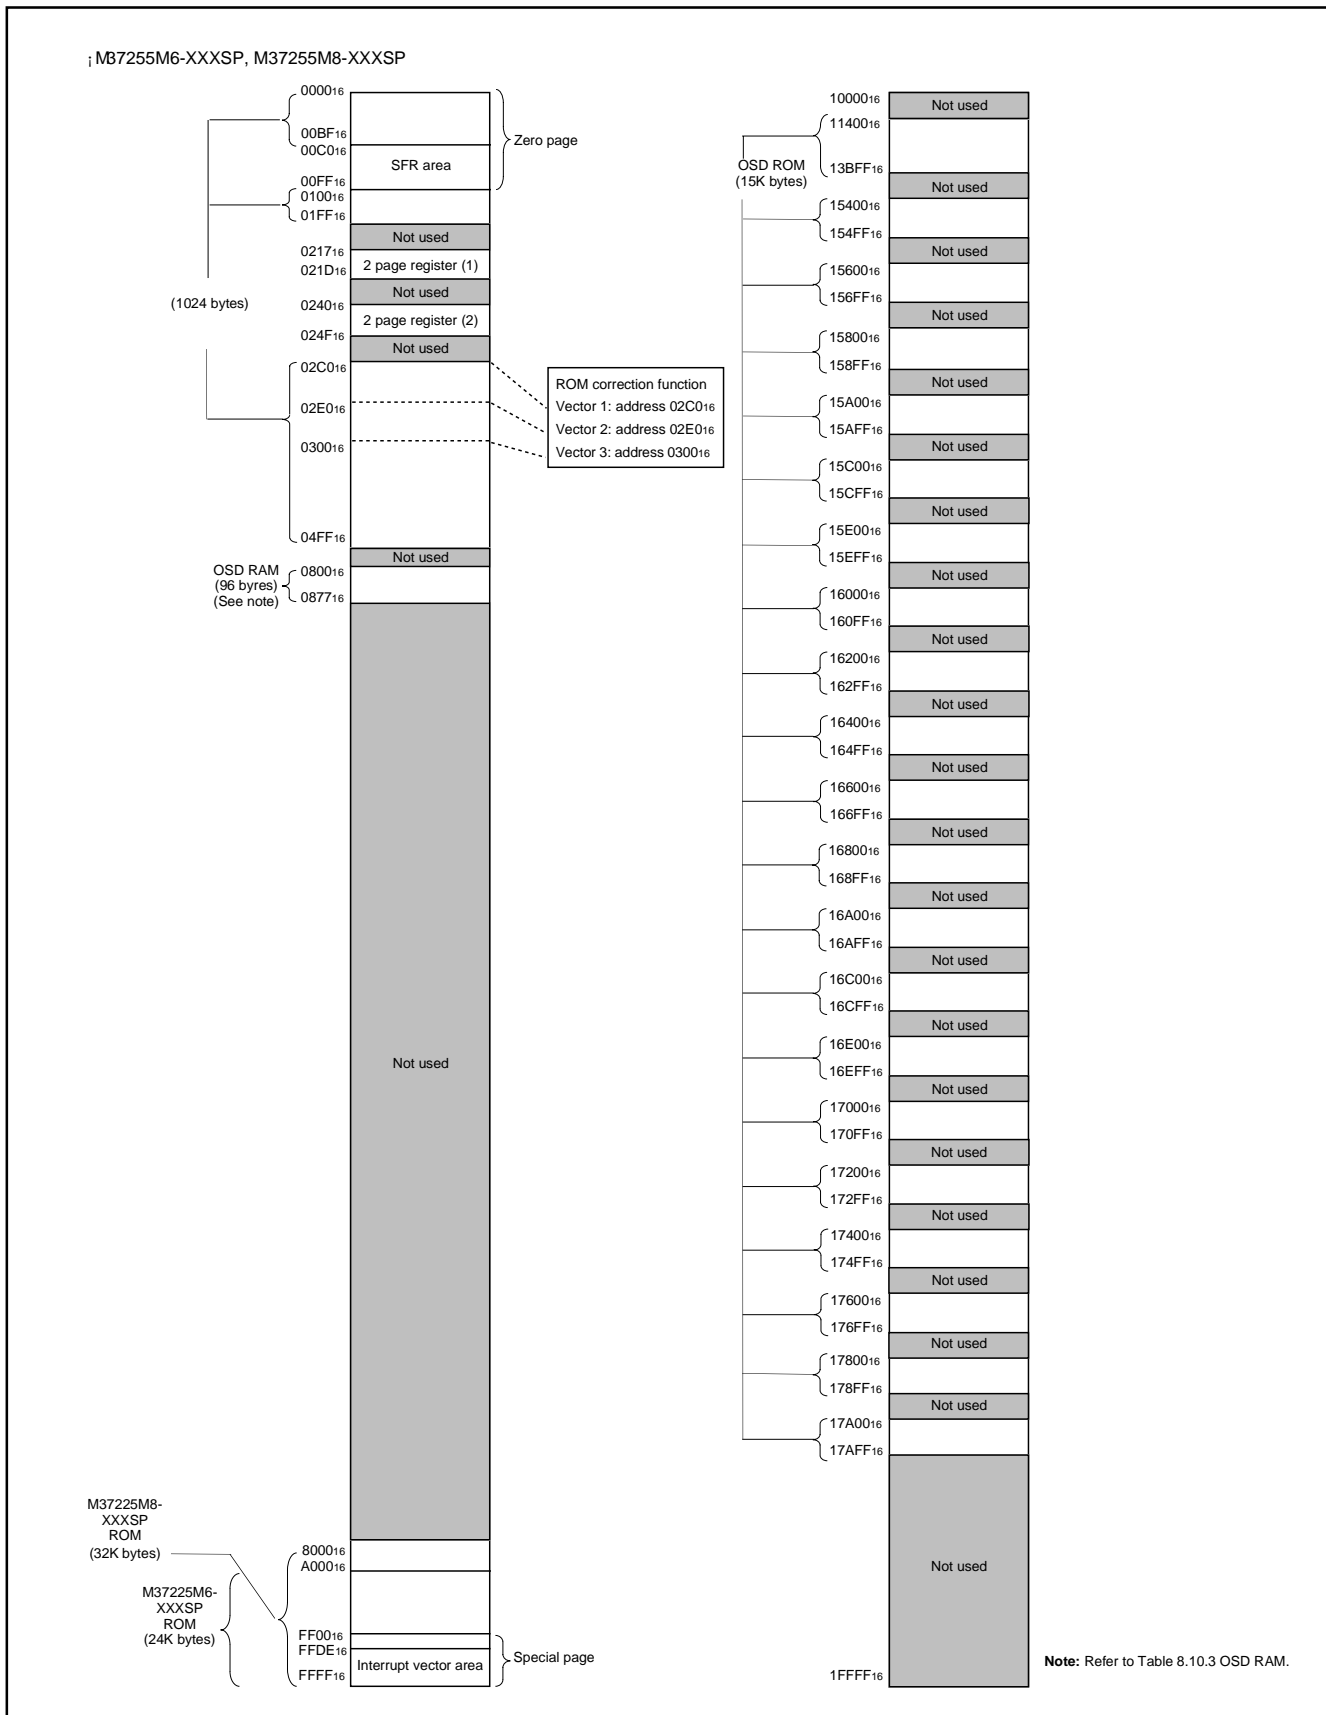 ¡M37255M6-XXXSP, M37255M8-XXXSP
000016
00BF16
00C016
SFR area
Zero page
00FF16
010016
01FF16
Not used
021716
2 page register (1)
021D16
Not used
(1024 bytes)
024016
2 page register (2)
024F16
Not used
02C016
02E016
030016
ROM correction function
Vector 1: address 02C016
Vector 2: address 02E016
Vector 3: address 030016
04FF16
Not used
OSD RAM
(96 byres)
(See note)
080016
087716
Not used
M37225M8-
XXXSP
ROM
(32K bytes)
M37225M6-
XXXSP
ROM
(24K bytes)
800016
A00016
FF0016
FFDE16
Interrupt vector area
FFFF16
Special page
1000016
Not used
1140016
OSD ROM
(15K bytes)
13BFF16
Not used
1540016
154FF16
Not used
1560016
156FF16
Not used
1580016
158FF16
Not used
15A0016
15AFF16
Not used
15C0016
15CFF16
Not used
15E0016
15EFF16
Not used
1600016
160FF16
Not used
1620016
162FF16
Not used
1640016
164FF16
Not used
1660016
166FF16
Not used
1680016
168FF16
Not used
16A0016
16AFF16
Not used
16C0016
16CFF16
Not used
16E0016
16EFF16
Not used
1700016
170FF16
Not used
1720016
172FF16
Not used
1740016
174FF16
Not used
1760016
176FF16
Not used
1780016
178FF16
Not used
17A0016
17AFF16
Not used
1FFFF16
Note: Refer to Table 8.10.3 OSD RAM.